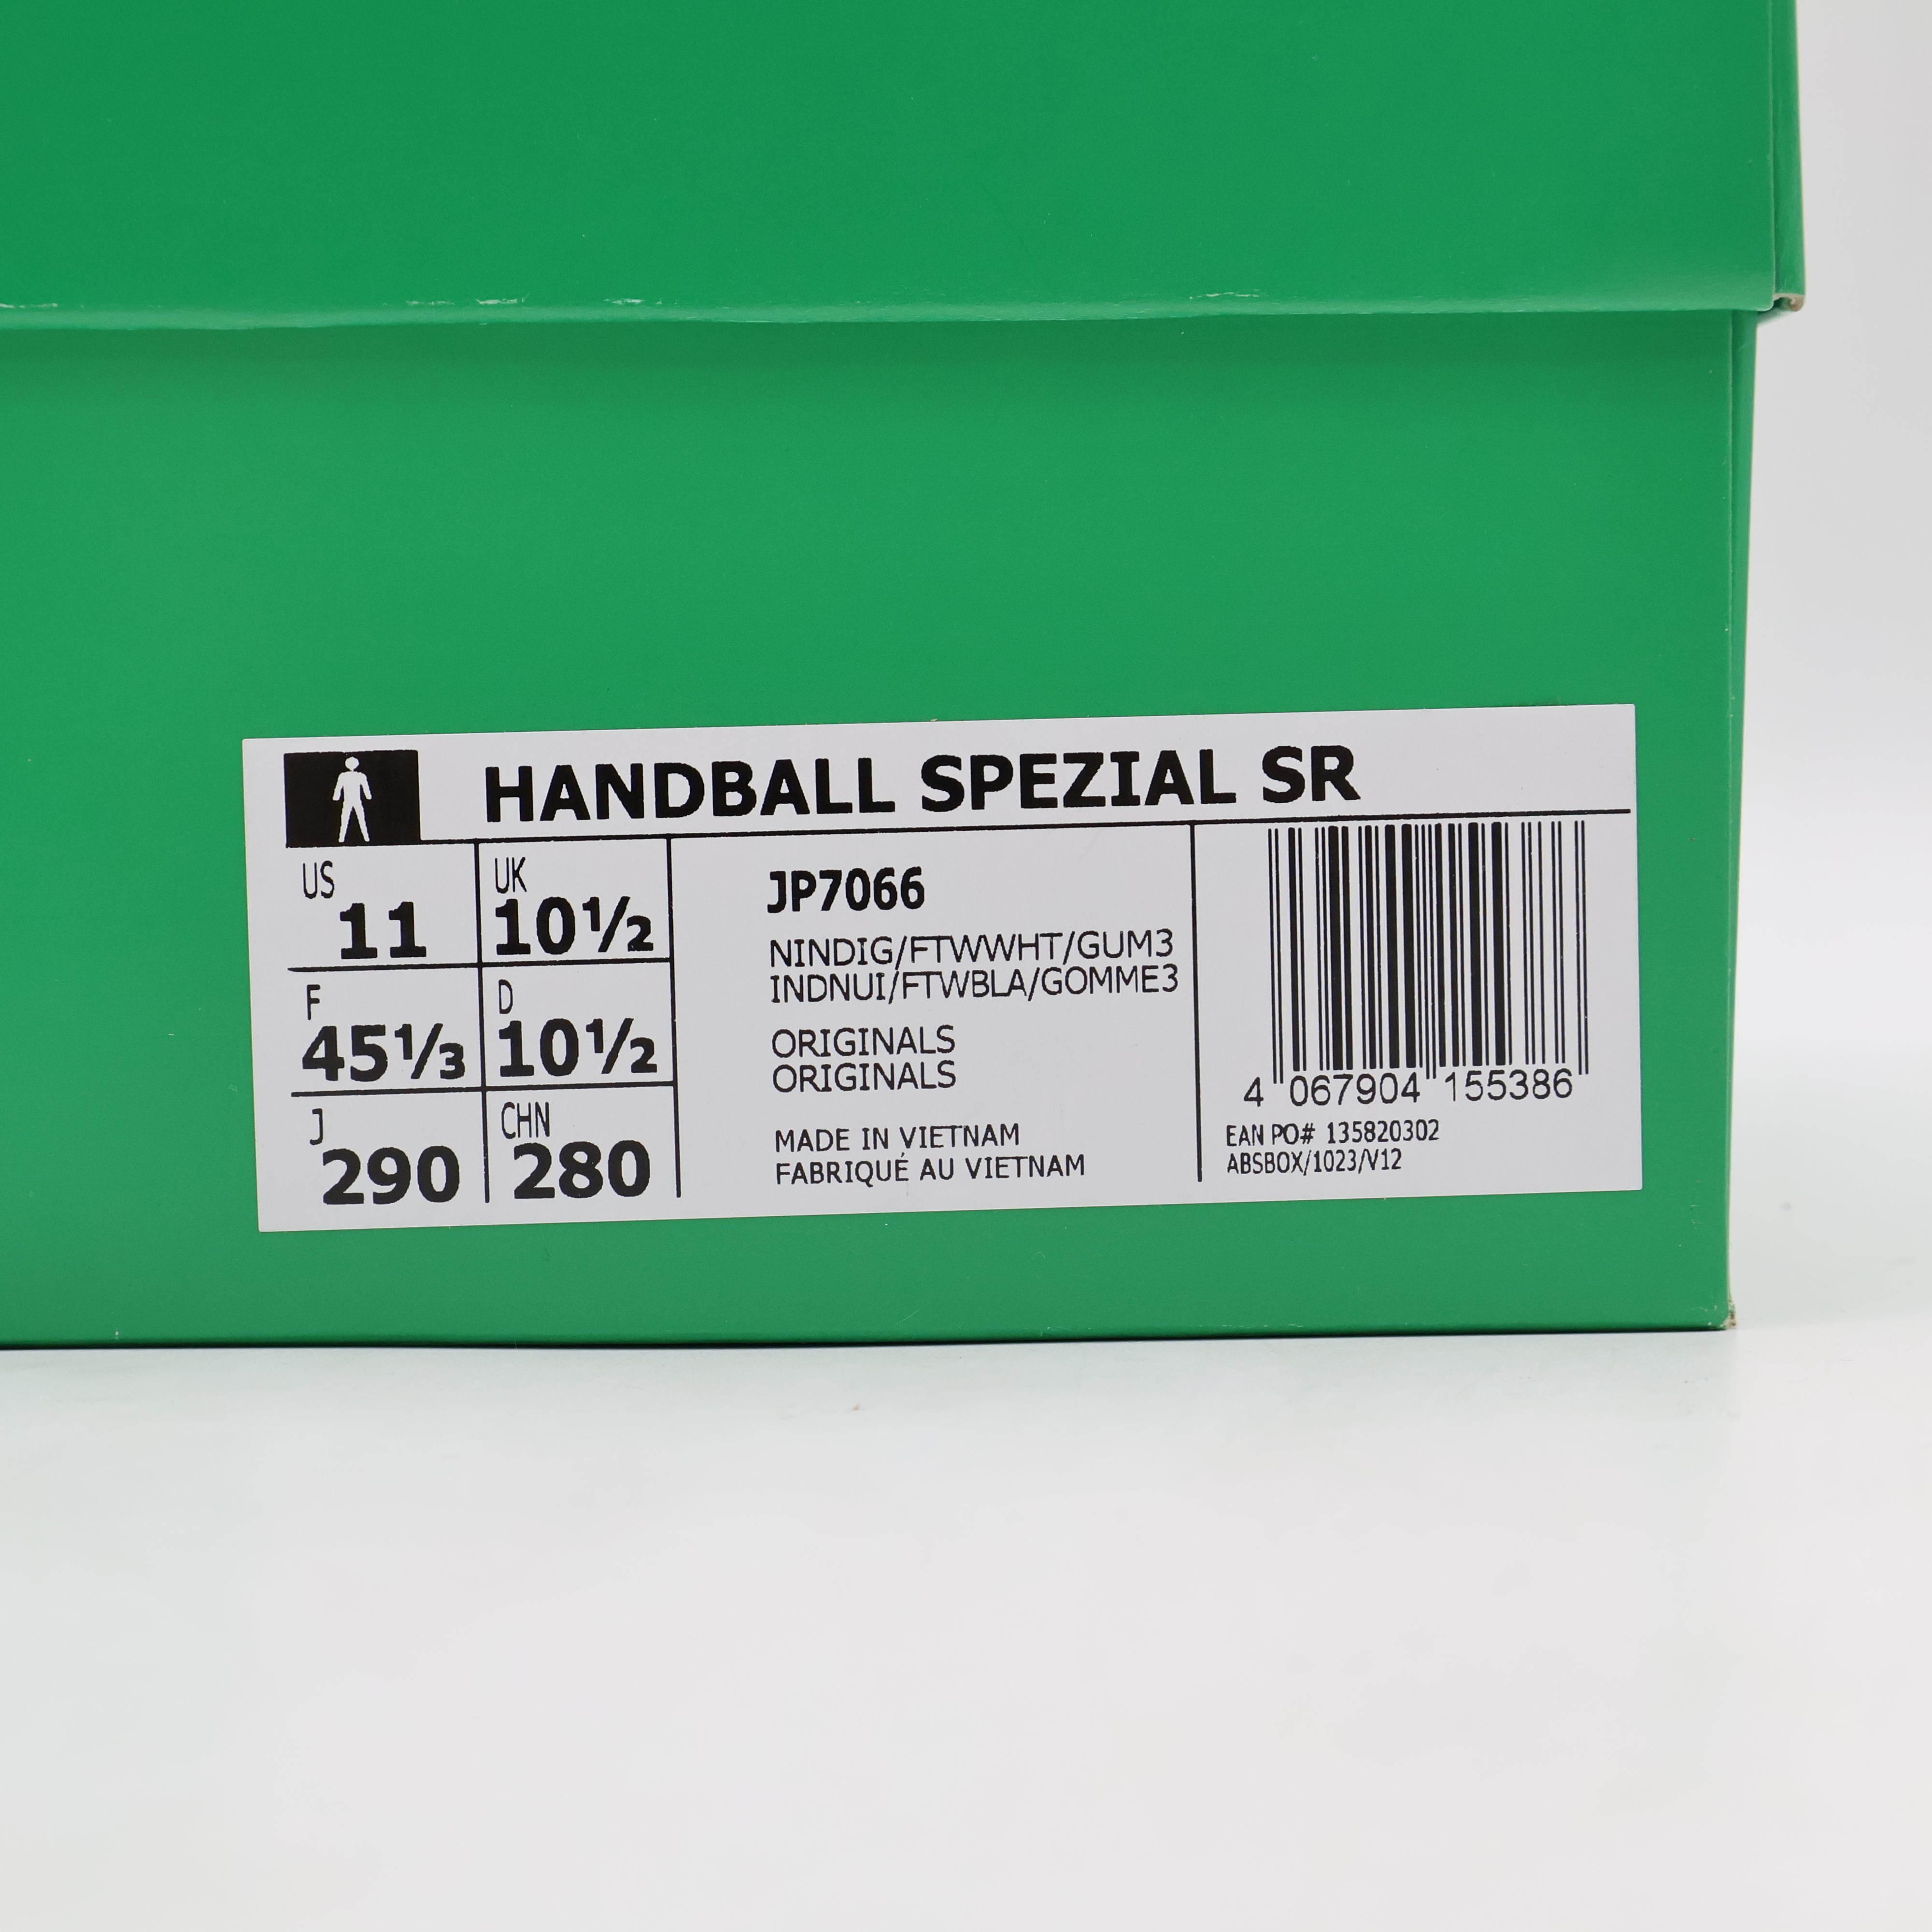 HANDBALL SPEZIAL SR
US
11
UK
10½
F
45⅓
D
10½
J
290
CHN
280
JP7066
NINDIG/FTWWHT/GUM3
INDNUI/FTWBLA/GOMME3
ORIGINALS
ORIGINALS
MADE IN VIETNAM
FABRIQUÉ AU VIETNAM
4 067904 155386
EAN PO# 135820302
ABSBOX/1023/V12